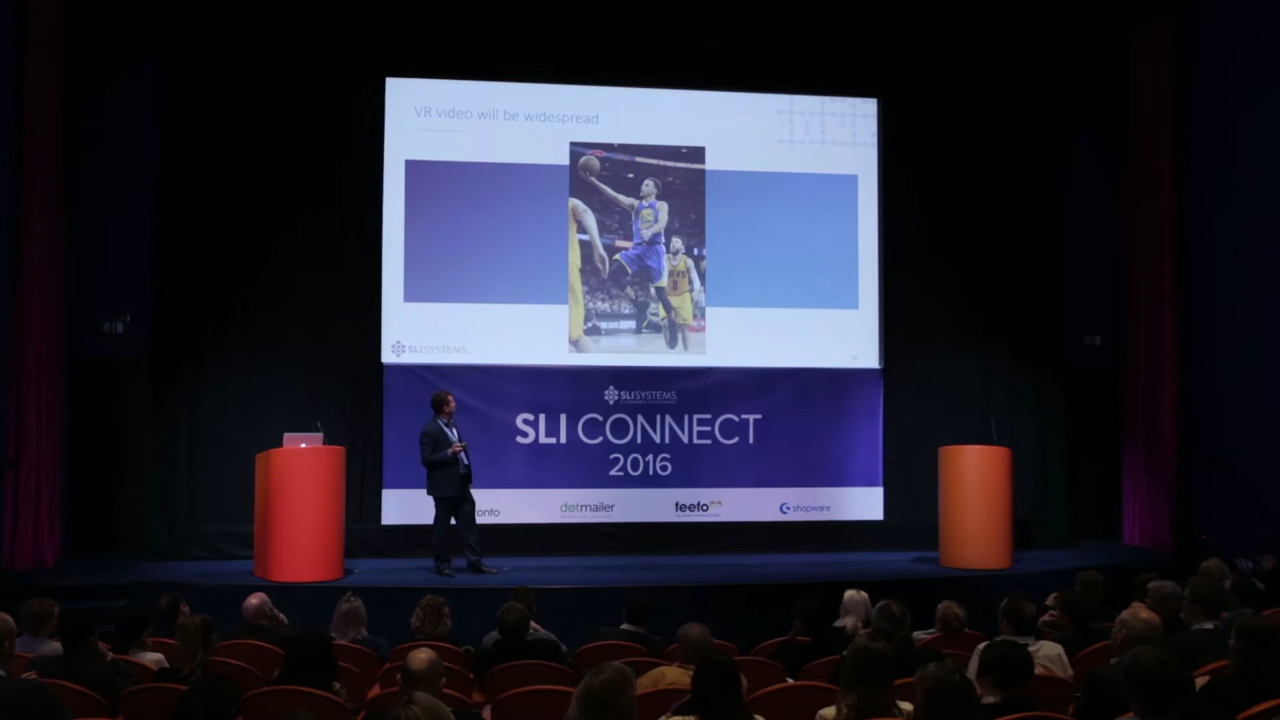 VR video will be widespread
SLI SYSTEMS
SLI SYSTEMS
SLI CONNECT
2016
onto
dotmailer
feefo
shopware